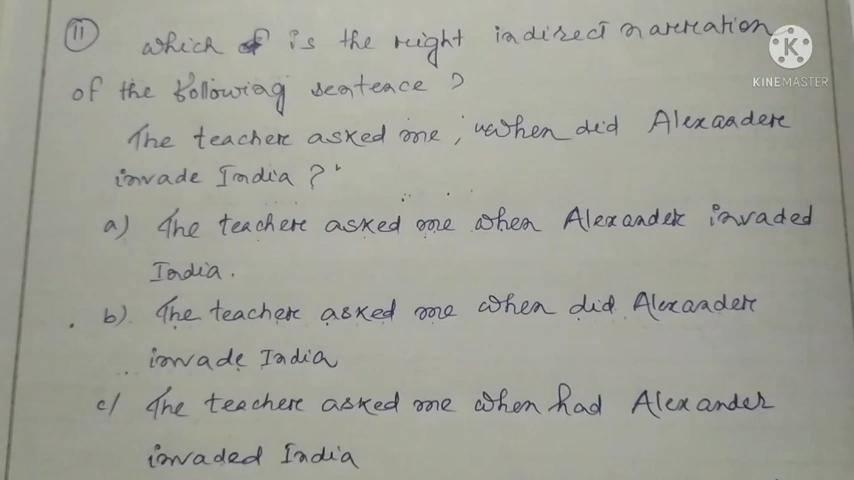 11 which of is the right indirect narration
of the following sentence?
The teacher asked me, "when did Alexander
invade India?"
a) The teacher asked me when Alexander invaded
India.
b) The teacher asked me when did Alexander
invade India
c) The teacher asked me when had Alexander
invaded India
K
KINEMASTER